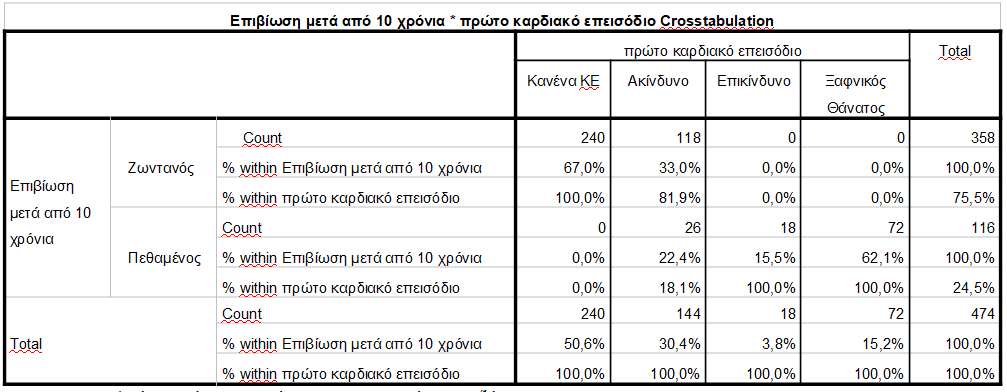 Επιβίωση μετά από 10 χρόνια * πρώτο καρδιακό επεισόδιο Crosstabulation
πρώτο καρδιακό επεισόδιο Total
Κανένα ΚΕ Ακίνδυνο Επικίνδυνο Ξαφνικός
Θάνατος
Επιβίωση
μετά από 10
χρόνια
Ζωντανός
Count 240 118 0 0 358
% within Επιβίωση μετά από 10 χρόνια 67,0% 33,0% 0,0% 0,0% 100,0%
% within πρώτο καρδιακό επεισόδιο 100,0% 81,9% 0,0% 0,0% 75,5%
Πεθαμένος
Count 0 26 18 72 116
% within Επιβίωση μετά από 10 χρόνια 0,0% 22,4% 15,5% 62,1% 100,0%
% within πρώτο καρδιακό επεισόδιο 0,0% 18,1% 100,0% 100,0% 24,5%
Total
Count 240 144 18 72 474
% within Επιβίωση μετά από 10 χρόνια 50,6% 30,4% 3,8% 15,2% 100,0%
% within πρώτο καρδιακό επεισόδιο 100,0% 100,0% 100,0% 100,0% 100,0%